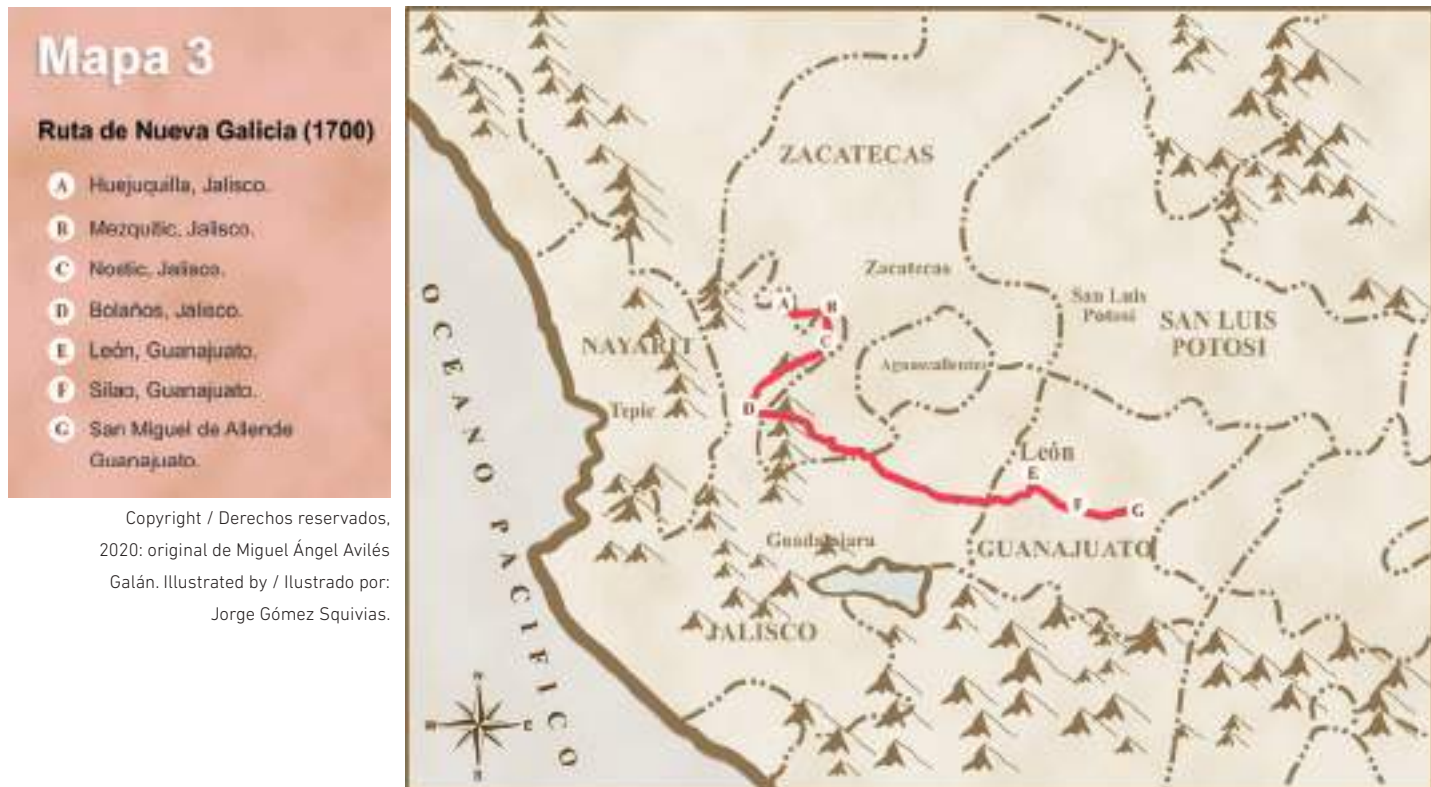 Mapa 3
Ruta de Nueva Galicia (1700)
A Huejuquilla, Jalisco.
B Mezquitic, Jalisco.
C Nostic, Jalisco.
D Bolaños, Jalisco.
E León, Guanajuato.
F Silao, Guanajuato.
G San Miguel de Allende
Guanajuato.
Copyright / Derechos reservados,
2020: original de Miguel Ángel Avilés
Galán. Illustrated by / Ilustrado por:
Jorge Gómez Squivias.
ZACATECAS
Zacatecas
San Luis
Potosi
SAN LUIS
POTOSI
A
B
C
NAYARIT
Aguascalientes
Tepic
D
León
E
F
G
Guadalajara
GUANAJUATO
JALISCO
OCEANO PACIFICO
N
E
S